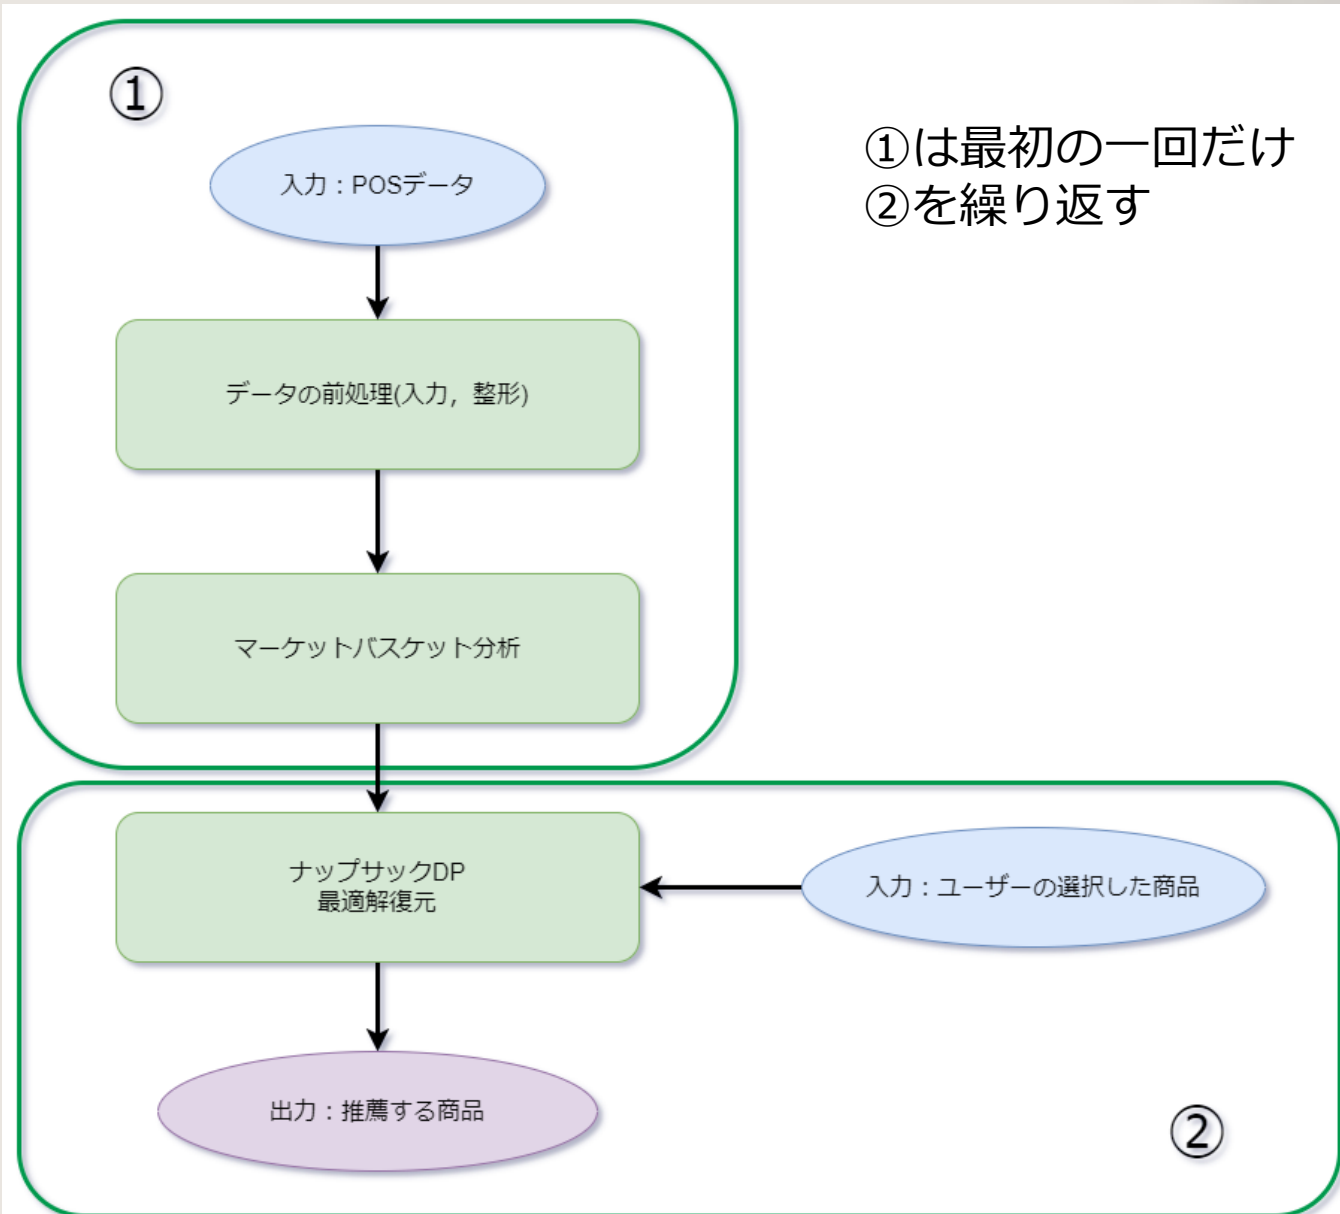 ①
入力：POSデータ
①は最初の一回だけ
②を繰り返す
データの前処理(入力，整形)
マーケットバスケット分析
ナップサックDP
最適解復元
入力：ユーザーの選択した商品
出力：推薦する商品
②